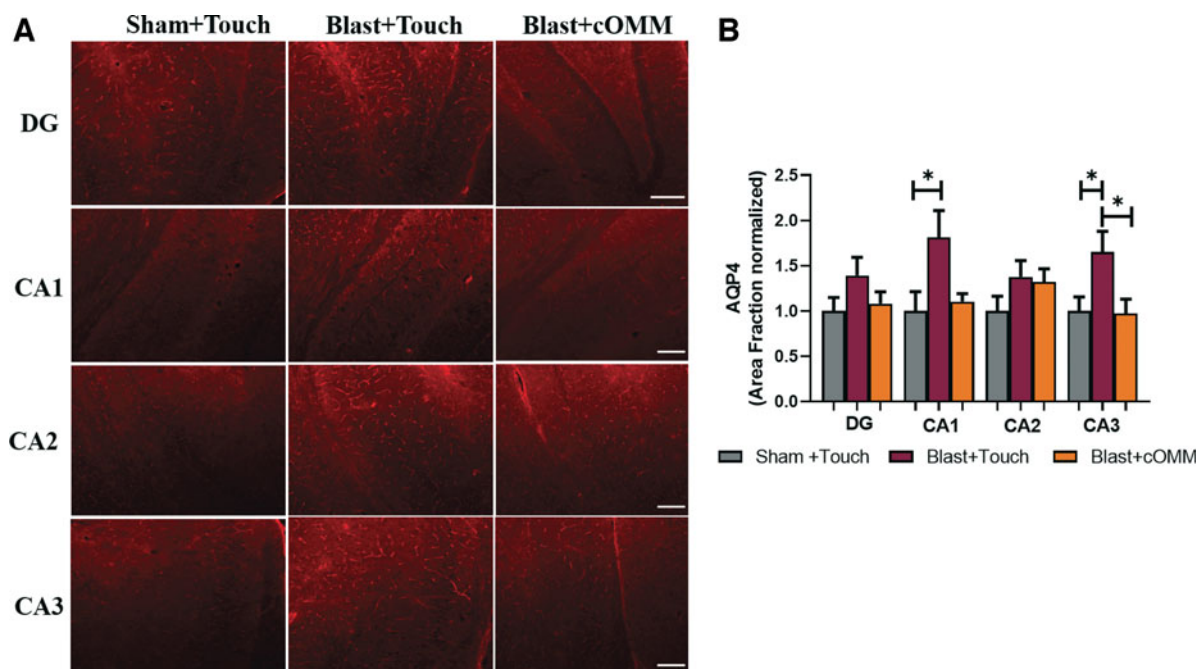 A
Sham+Touch Blast+Touch Blast+cOMM
DG
CA1
CA2
CA3
B
AQP4
(Area Fraction normalized)
2.5
2.0
1.5
1.0
0.5
0.0
* * *
DG CA1 CA2 CA3
Sham +Touch Blast+Touch Blast+cOMM